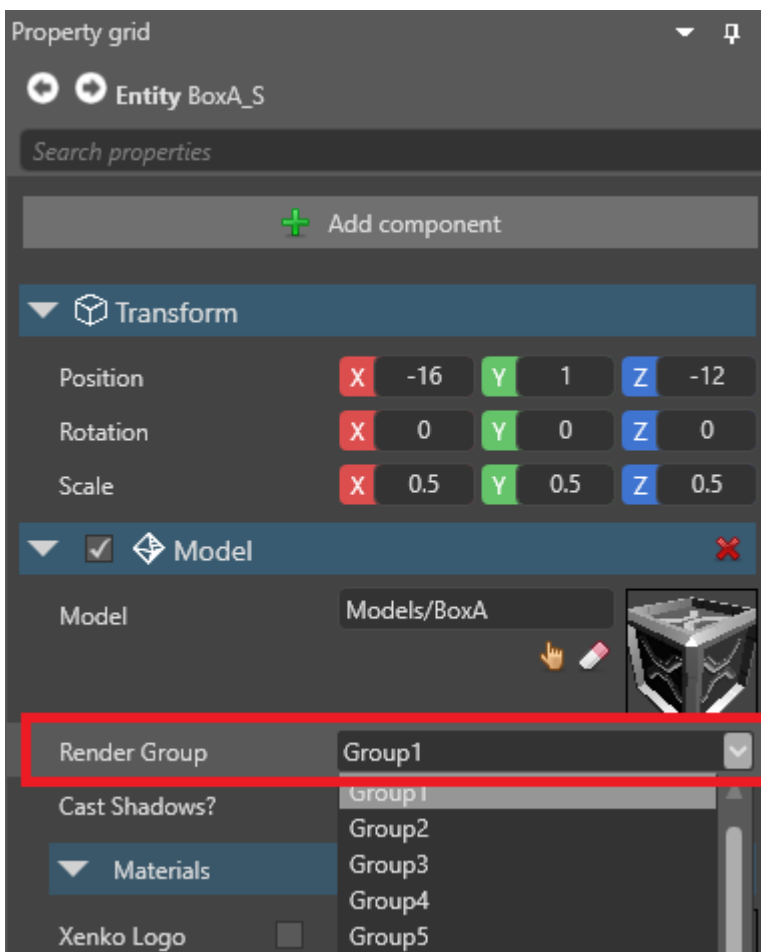 Property grid
Entity BoxA_S
Search properties
Add component
Transform
Position X -16 Y 1 Z -12
Rotation X 0 Y 0 Z 0
Scale X 0.5 Y 0.5 Z 0.5
Model
Model Models/BoxA
Render Group Group1
Group1
Cast Shadows?
Group2
Materials Group3
Group4
Xenko Logo Group5